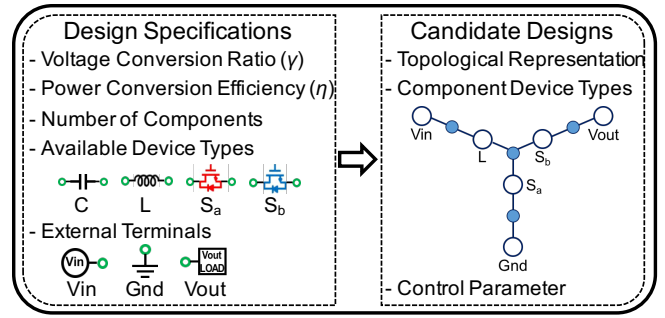 Design Specifications
- Voltage Conversion Ratio (γ)
- Power Conversion Efficiency (η)
- Number of Components
- Available Device Types
C L Sa Sb
- External Terminals
Vin Vout LOAD
Vin Gnd Vout
Candidate Designs
- Topological Representation
- Component Device Types
Vin Vout
L Sb
Sa
Gnd
- Control Parameter